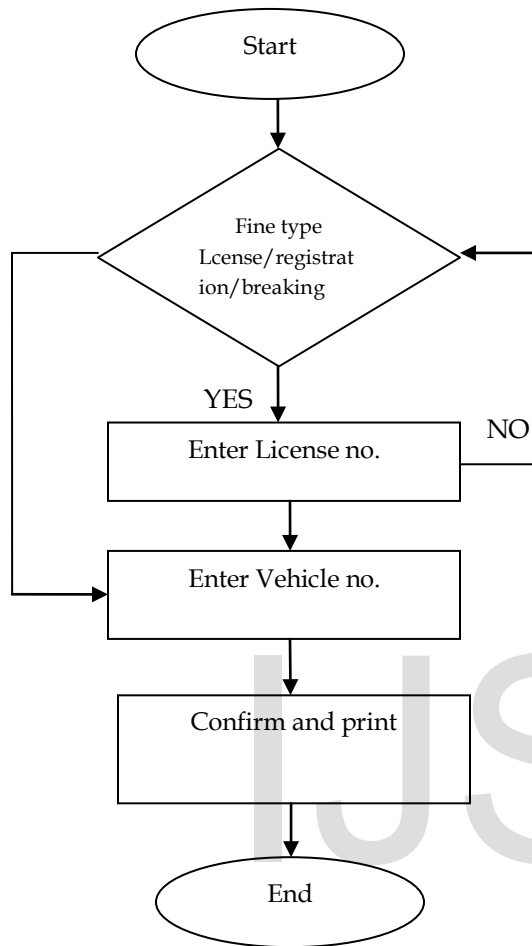 Start
Fine type
Lcense/registrat
ion/breaking
YES
NO
Enter License no.
Enter Vehicle no.
Confirm and print
IJS
End